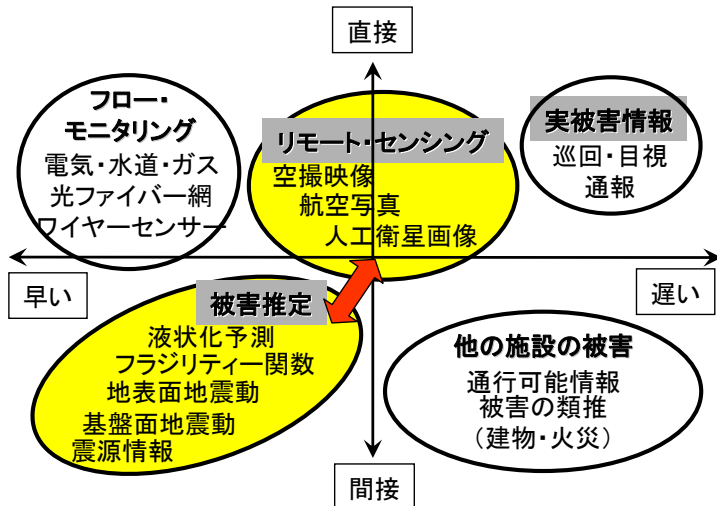 直接
フロー・
モニタリング
電気・水道・ガス
光ファイバー網
ワイヤーセンサー
リモート・センシング
空撮映像
航空写真
人工衛星画像
実被害情報
巡回・目視
通報
早い
遅い
被害推定
液状化予測
フラジリティー関数
地表面地震動
基盤面地震動
震源情報
他の施設の被害
通行可能情報
被害の類推
（建物・火災）
間接